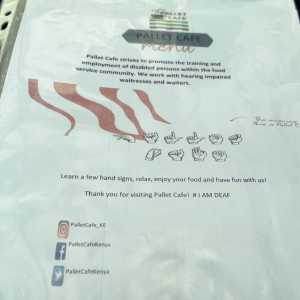 PALLET
CAFE
PALLET CAFE
menu
Pallet Cafe strives to promote the training and
employment of disabled persons within the food
service community. We work with hearing impaired
waitresses and waiters.
Learn a few hand signs, relax, enjoy your food and have fun with us!
Thank you for visiting Pallet Cafe! # I AM DEAF
PalletCafe_KE
PalletCafeKenya
PalletCafeKenya